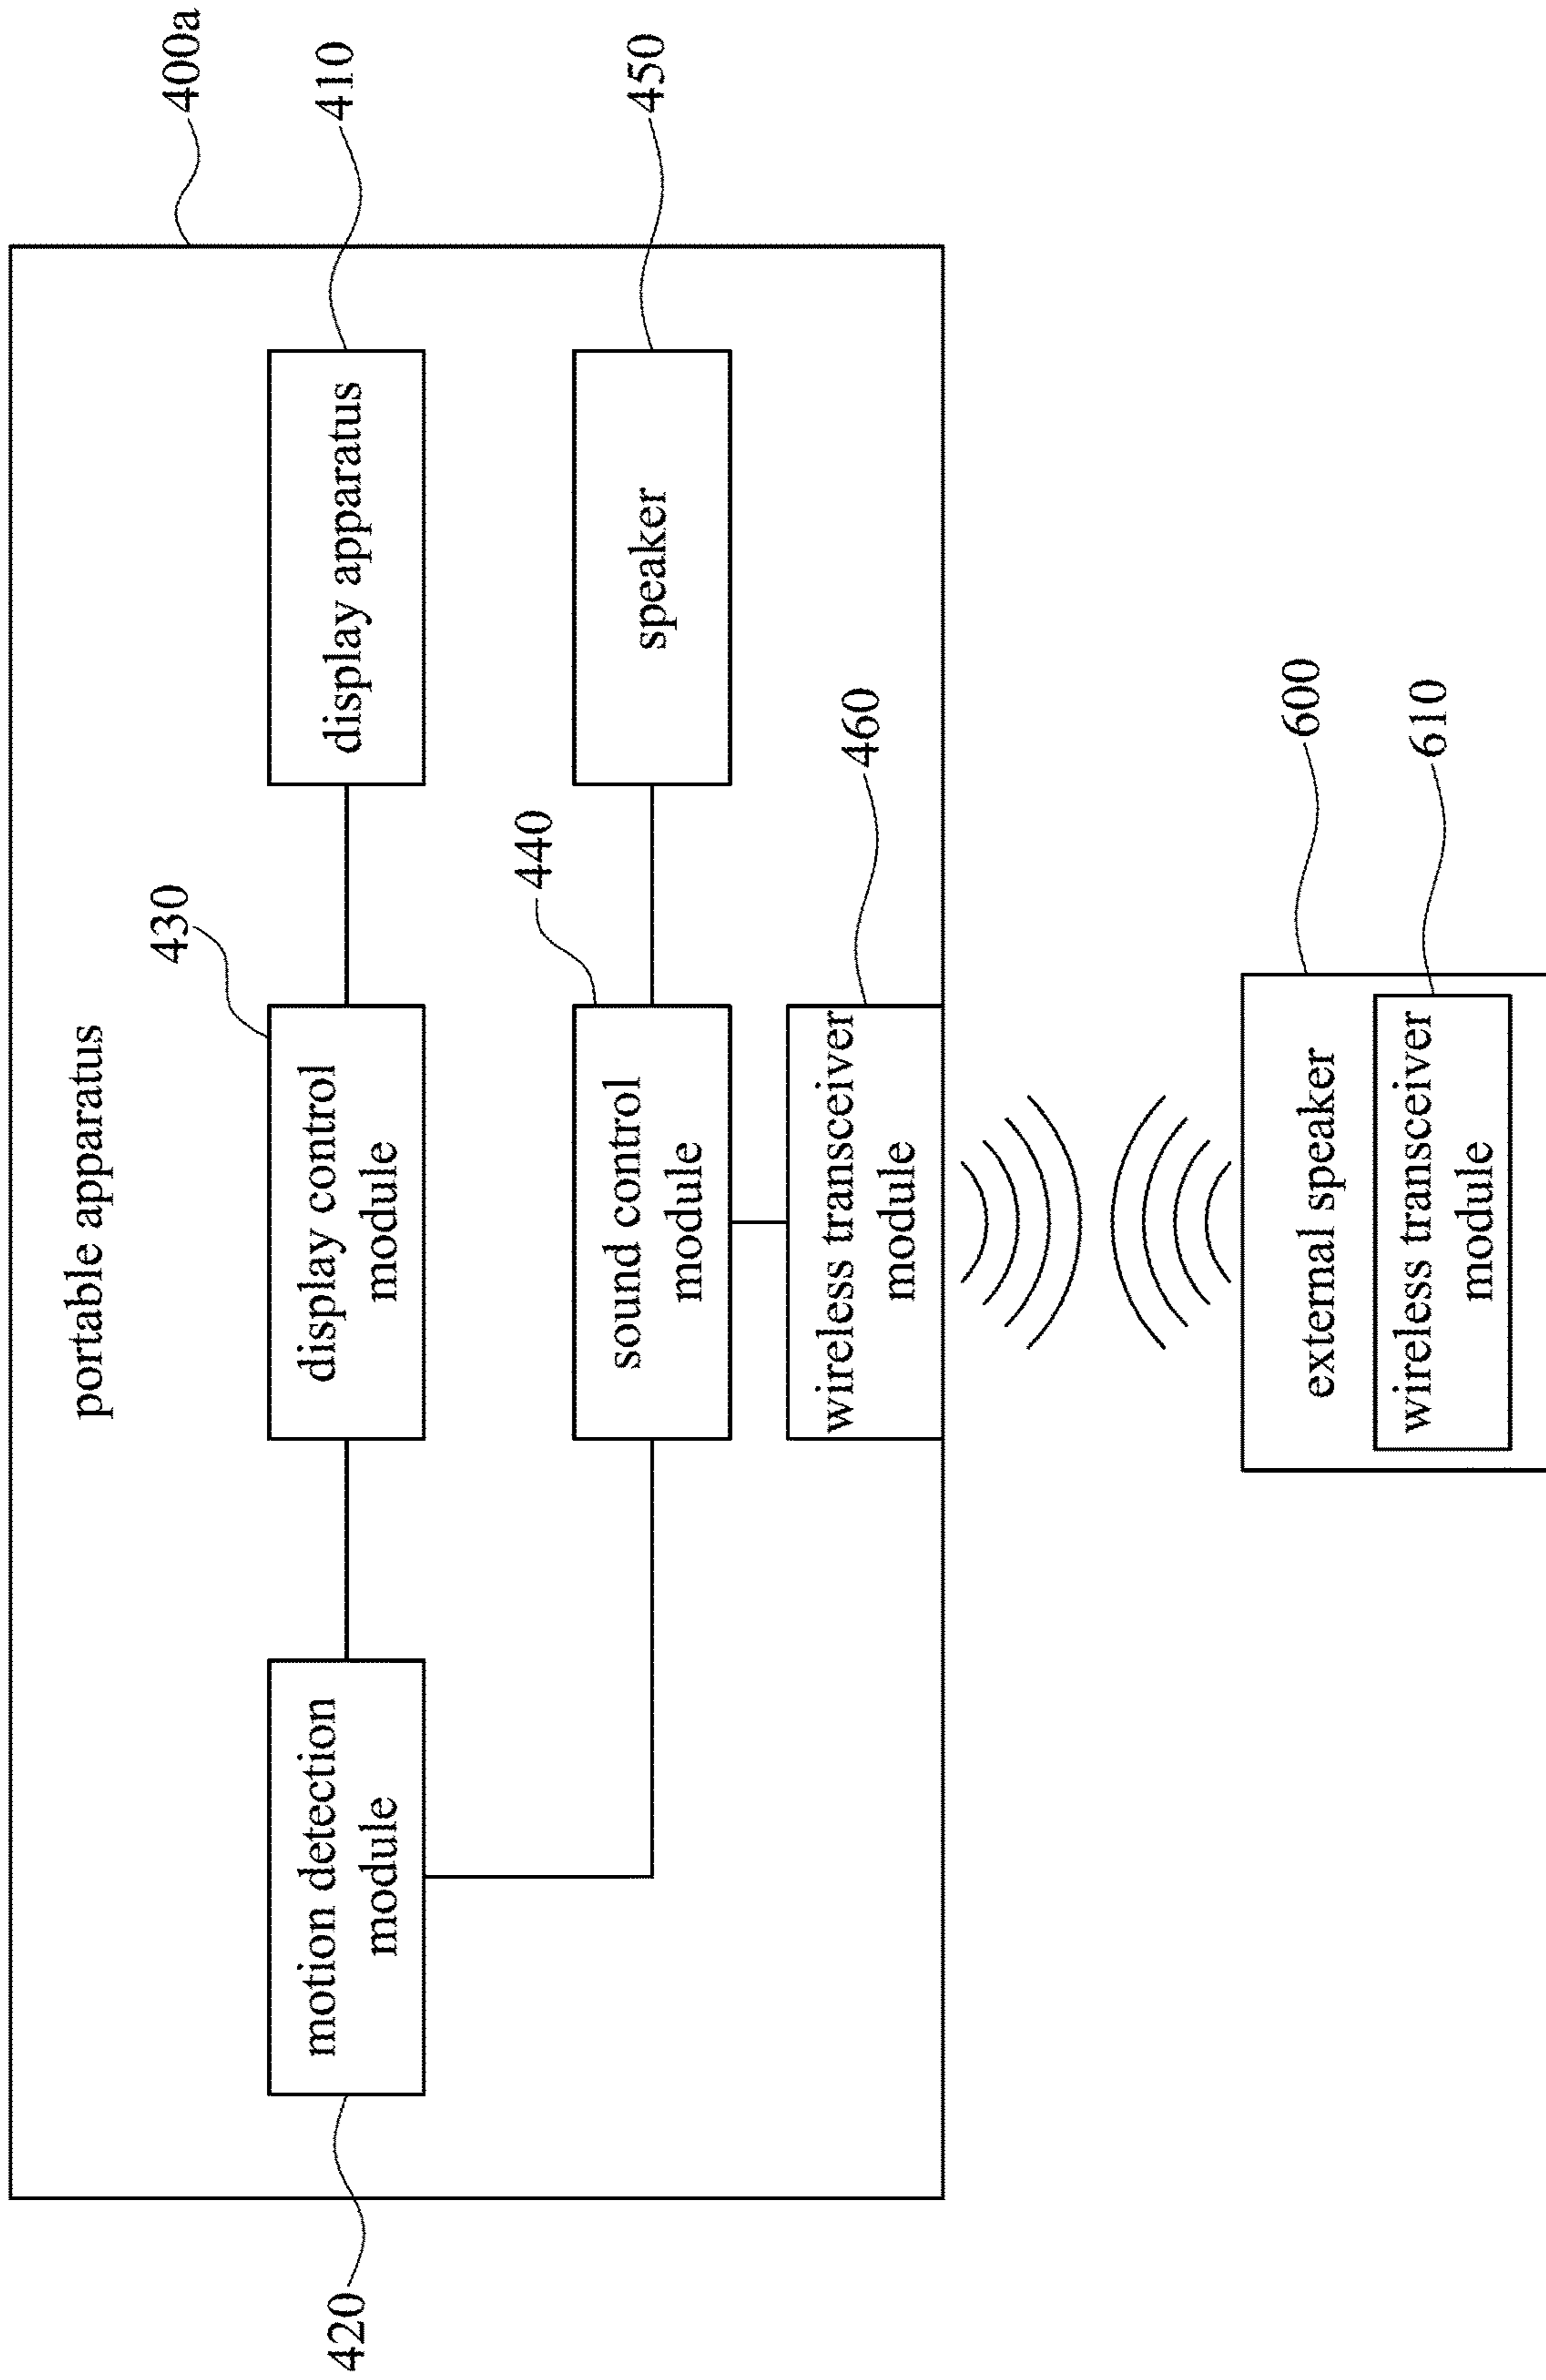 400a
portable apparatus
430
410
420
motion detection
module
display control
module
display apparatus
440
450
sound control
module
speaker
460
wireless transceiver
module
600
external speaker
610
wireless transceiver
module